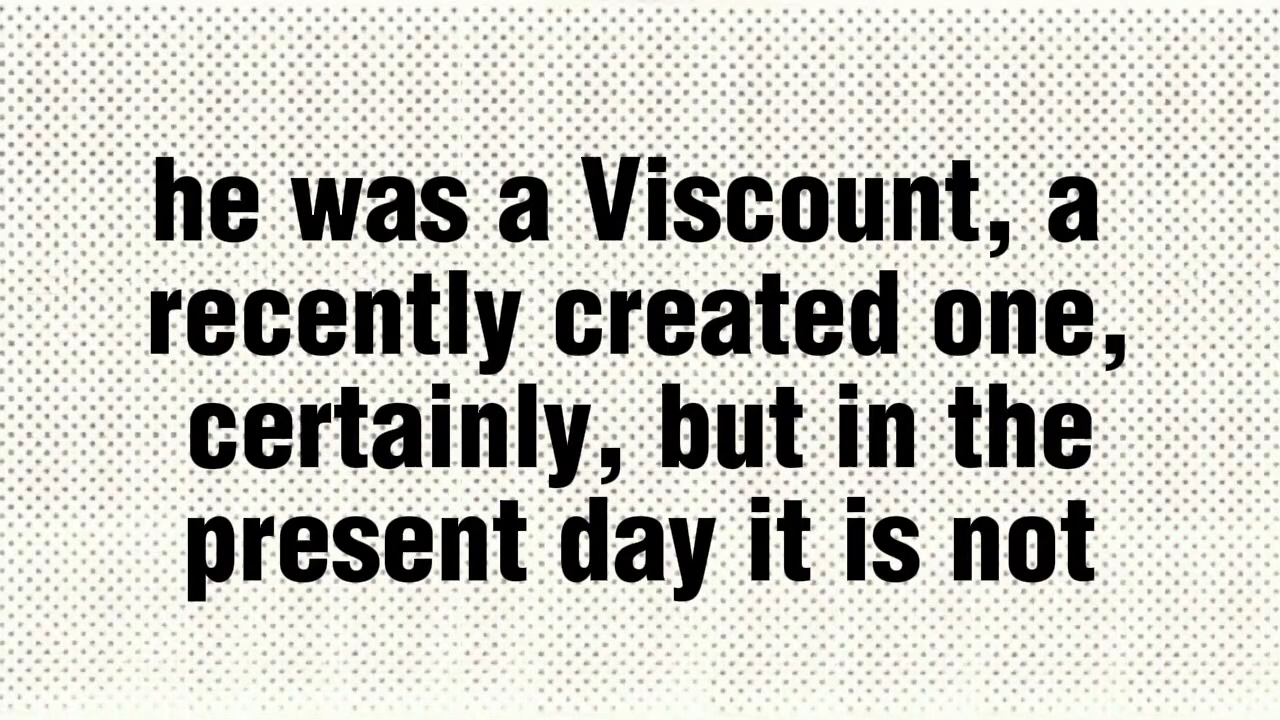 he was a Viscount, a
recently created one,
certainly, but in the
present day it is not